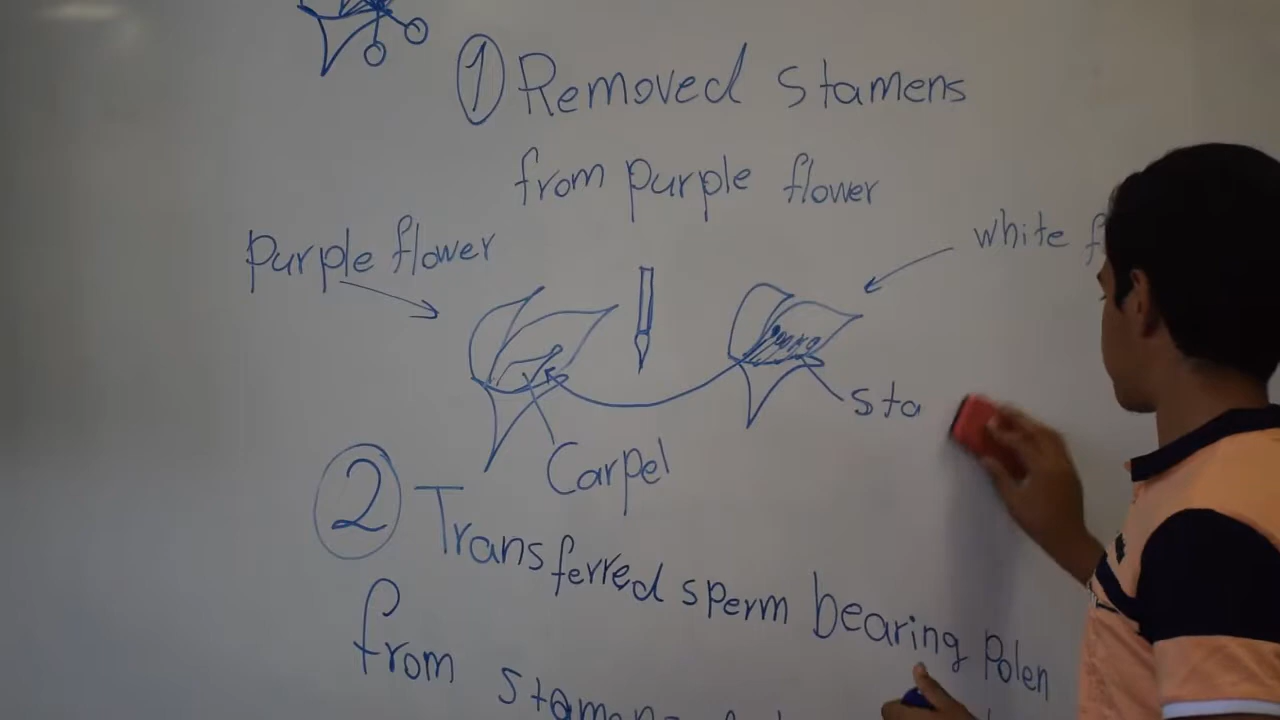 ① Removed stamens
from purple flower
purple flower
white
sta
Carpel
② Transferred sperm bearing Polen
from